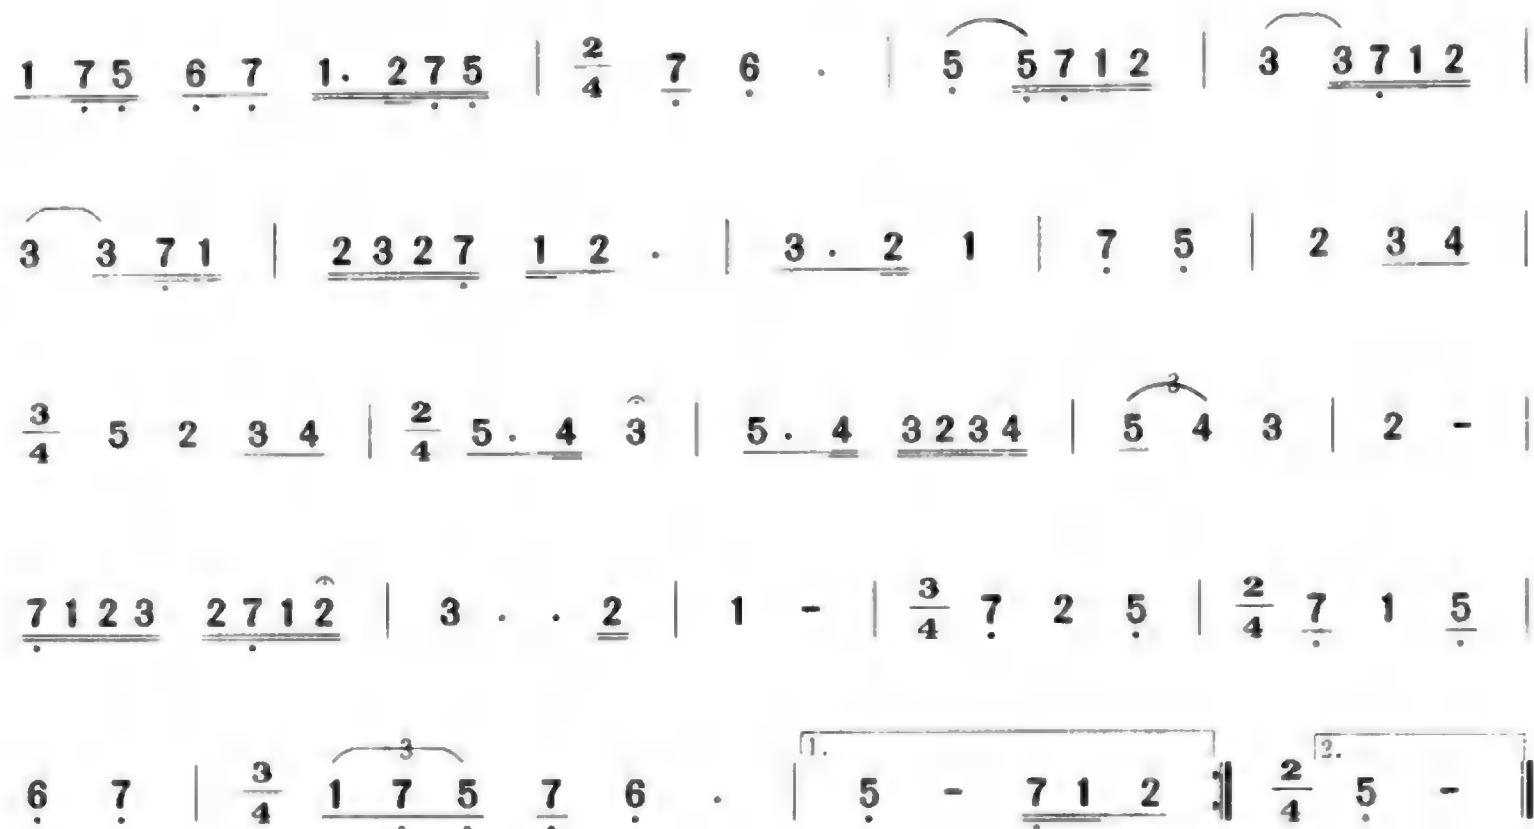 1 7 5 6 7 1. 2 7 5 | 2/4 7 6 . | 5 5 7 1 2 | 3 3 7 1 2 |
3 3 7 1 | 2 3 2 7 1 2 . | 3 . 2 1 | 7 5 | 2 3 4 |
3/4 5 2 3 4 | 2/4 5 . 4 3 | 5 . 4 3 2 3 4 | 3 5 4 3 | 2 - |
7 1 2 3 2 7 1 2 | 3 . . 2 | 1 - | 3/4 7 2 5 | 2/4 7 1 5 |
6 7 | 3/4 3 1 7 5 7 6 . | 1. 5 - 7 1 2 :| 2/4 2. 5 - |